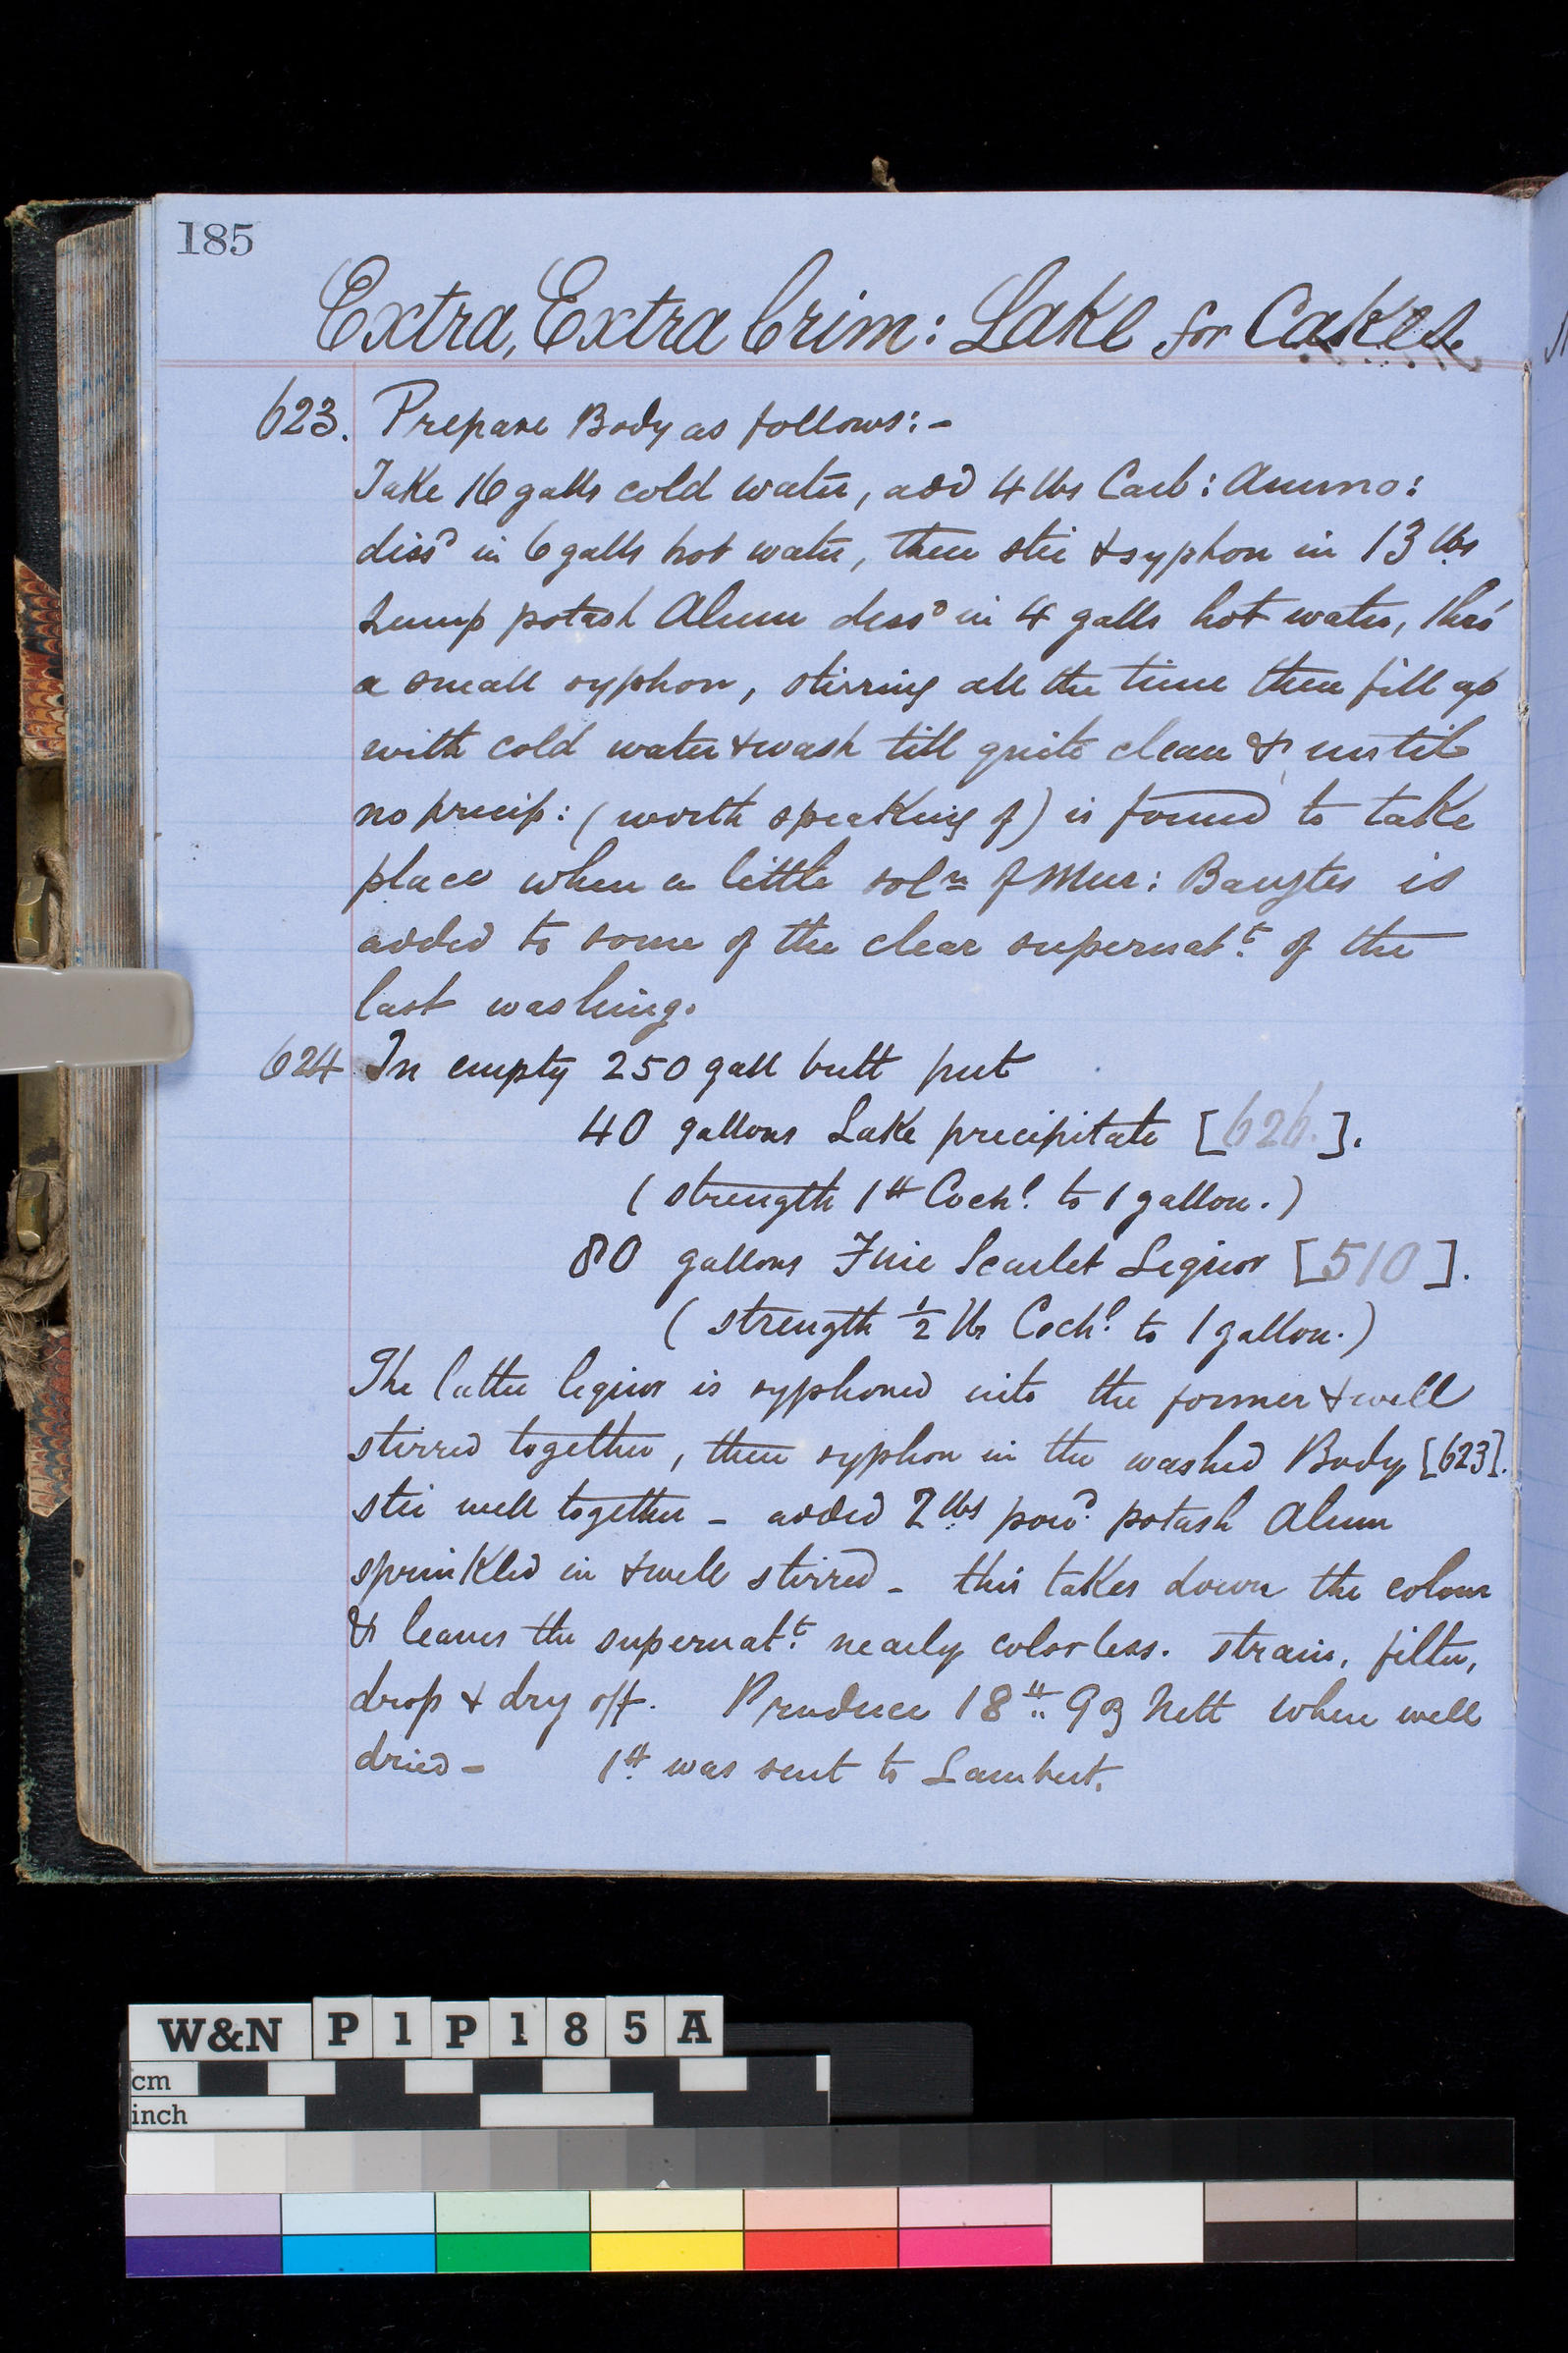 185
Extra, Extra Crim: Lake for Cakes
623. Prepare Body as follows:-
Take 16 galls cold water, add 4 lbs Carb: Ammo:
dissd in 6 galls hot water, then stir & syphon in 13 lbs
Lump potash Alum dissd in 4 galls hot water, thro'
a small syphon, stirring all the time then fill up
with cold water & wash till quite clean & until
no precip: (worth speaking of) is found to take
place when a little soln of Mur: Barytes is
added to some of the clear supernatt. of the
last washing.
624 In empty 250 gall butt put
40 gallons Lake precipitate [626.].
(strength 1 lb Cochl. to 1 gallon.)
80 gallons Fine Scarlet Liquor [510].
(strength ½ lb Cochl. to 1 gallon.)
The latter liquor is syphoned into the former & well
stirred together, then syphon in the washed Body [623].
stir well together - added 2 lbs powd. potash Alum
sprinkled in & well stirred - this takes down the colour
& leaves the supernatt. nearly colorless. strain, filter,
drop & dry off. Produce 18 lb 9 oz Nett when well
dried - 1 lb was sent to Lambert.
W&N P1P185A
cm
inch